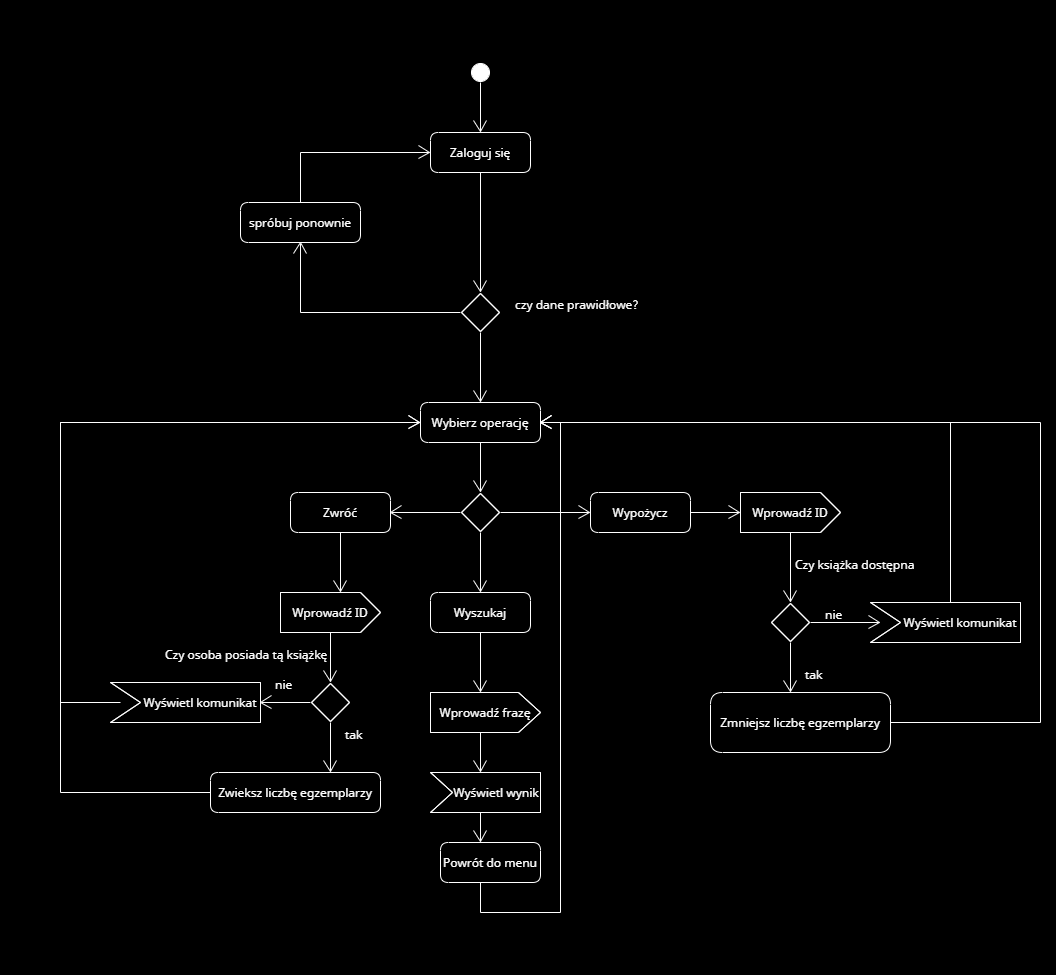 Zaloguj się
spróbuj ponownie
czy dane prawidłowe?
Wybierz operację
Zwróć
Wypożycz
Wprowadź ID
Czy książka dostępna
Wprowadź ID
Wyszukaj
nie
Wyświetl komunikat
Czy osoba posiada tą książkę
tak
nie
Wyświetl komunikat
Wprowadź frazę
Zmniejsz liczbę egzemplarzy
tak
Zwieksz liczbę egzemplarzy
Wyświetl wynik
Powrót do menu